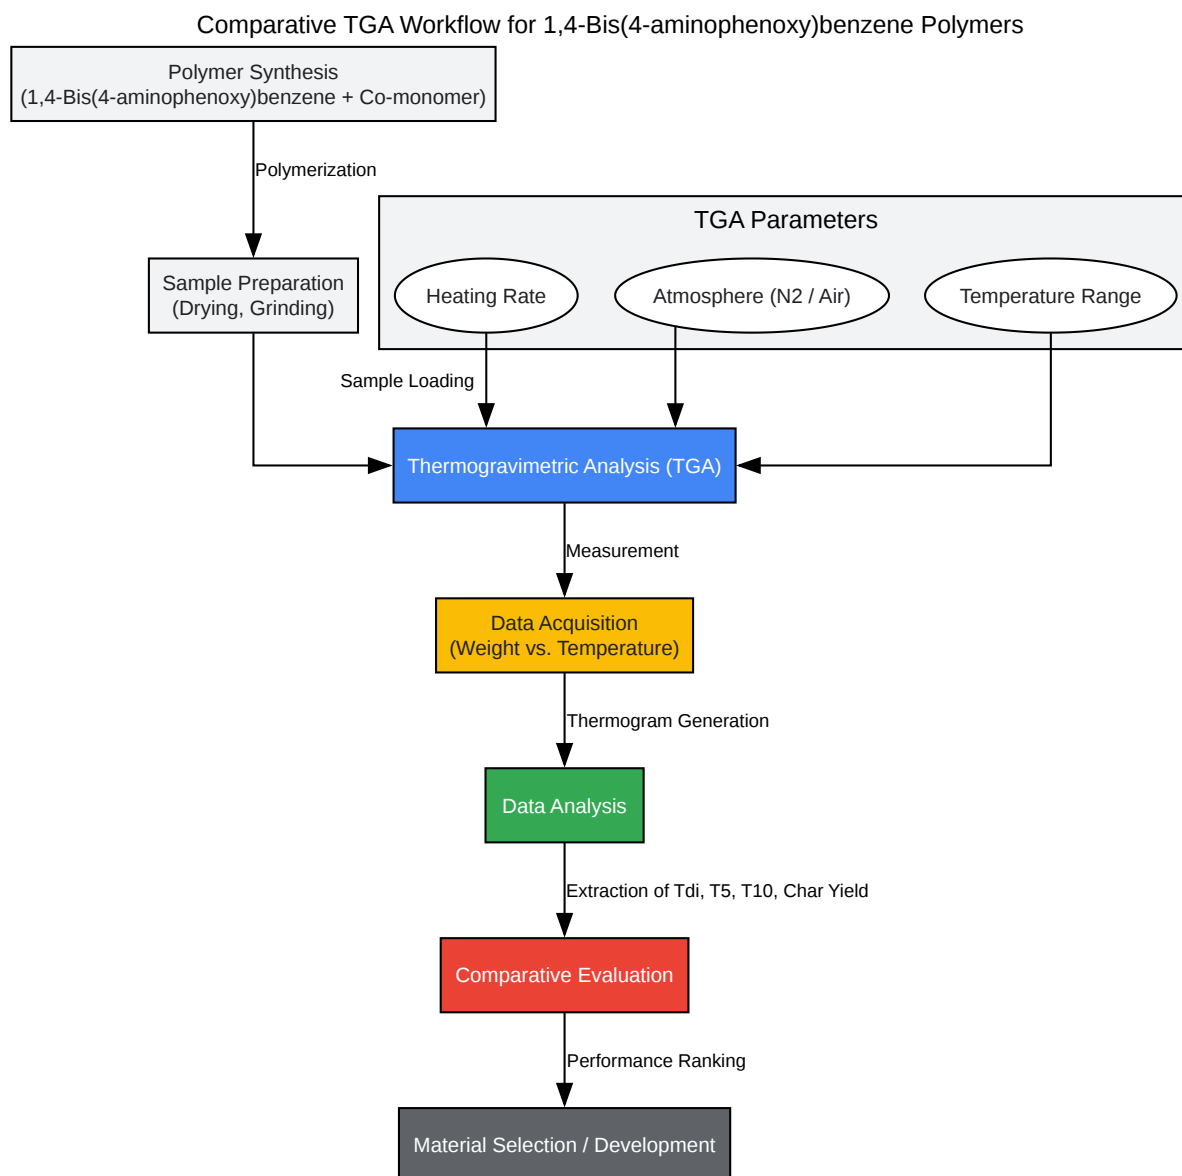 Comparative TGA Workflow for 1,4-Bis(4-aminophenoxy)benzene Polymers
Polymer Synthesis
(1,4-Bis(4-aminophenoxy)benzene + Co-monomer)
Polymerization
TGA Parameters
Sample Preparation
(Drying, Grinding)
Heating Rate
Atmosphere (N2 / Air)
Temperature Range
Sample Loading
Thermogravimetric Analysis (TGA)
Measurement
Data Acquisition
(Weight vs. Temperature)
Thermogram Generation
Data Analysis
Extraction of Tdi, T5, T10, Char Yield
Comparative Evaluation
Performance Ranking
Material Selection / Development